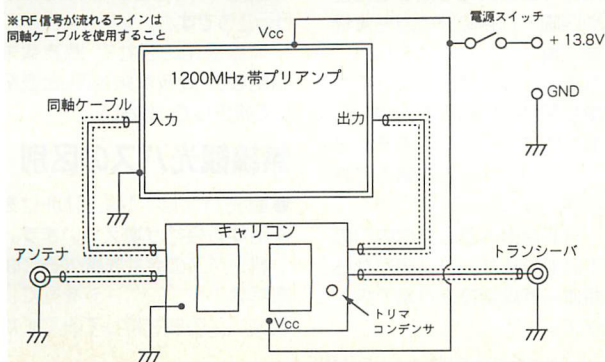 ※RF信号が流れるラインは
同軸ケーブルを使用すること
Vcc
電源スイッチ
+ 13.8V
1200MHz帯プリアンプ
GND
同軸ケーブル
入力
出力
アンテナ
キャリコン
トランシーバ
トリマ
コンデンサ
Vcc